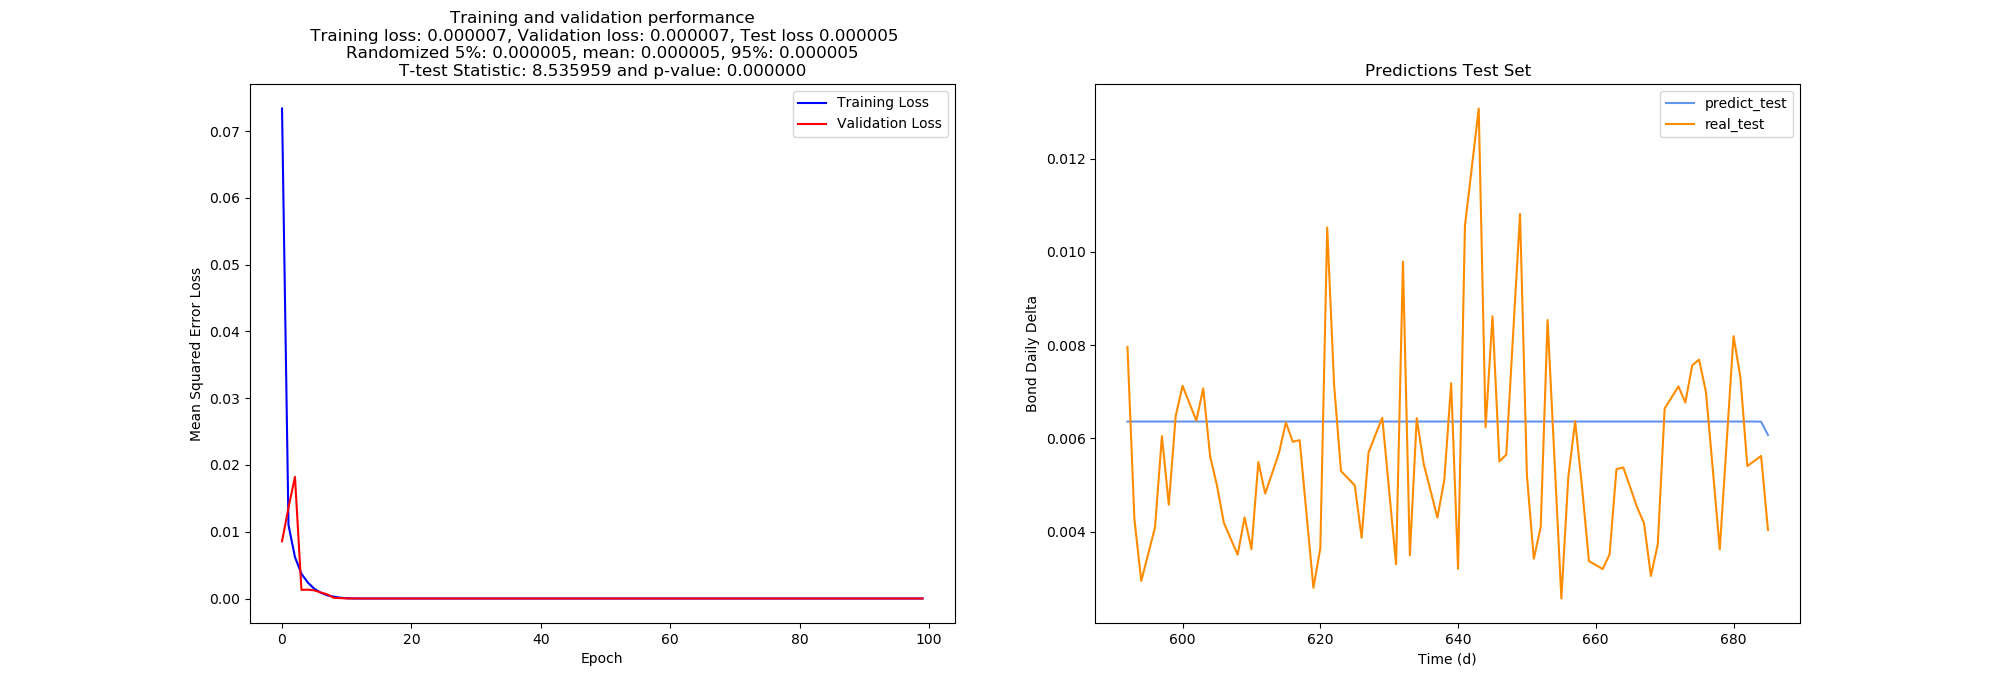 Training and validation performance
Training loss: 0.000007, Validation loss: 0.000007, Test loss 0.000005
Randomized 5%: 0.000005, mean: 0.000005, 95%: 0.000005
T-test Statistic: 8.535959 and p-value: 0.000000
Training Loss
Validation Loss
0.07
0.06
0.05
0.04
0.03
0.02
0.01
0.00
Mean Squared Error Loss
0
20
40
60
80
100
Epoch
Predictions Test Set
predict_test
real_test
0.012
0.010
0.008
0.006
0.004
Bond Daily Delta
600
620
640
660
680
Time (d)